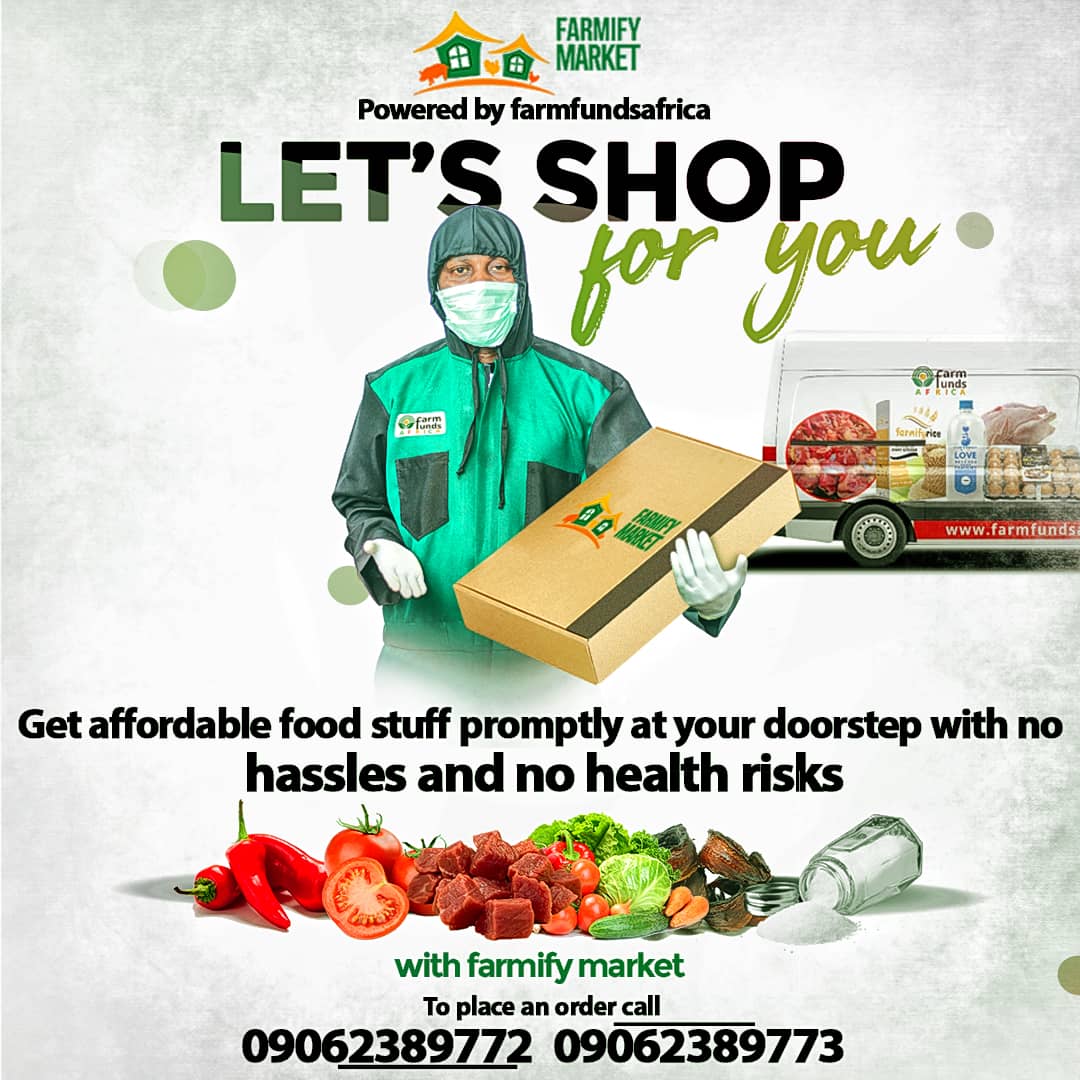 FARMIFY
MARKET
Powered by farmfundsafrica
LET'S SHOP
for you
farm
funds
AFRICA
farm
funds
AFRICA
farmifyrice
LOVE
FARMIFY
MARKET
www.farmfundsa
Get affordable food stuff promptly at your doorstep with no
hassles and no health risks
with farmify market
To place an order call
09062389772 09062389773